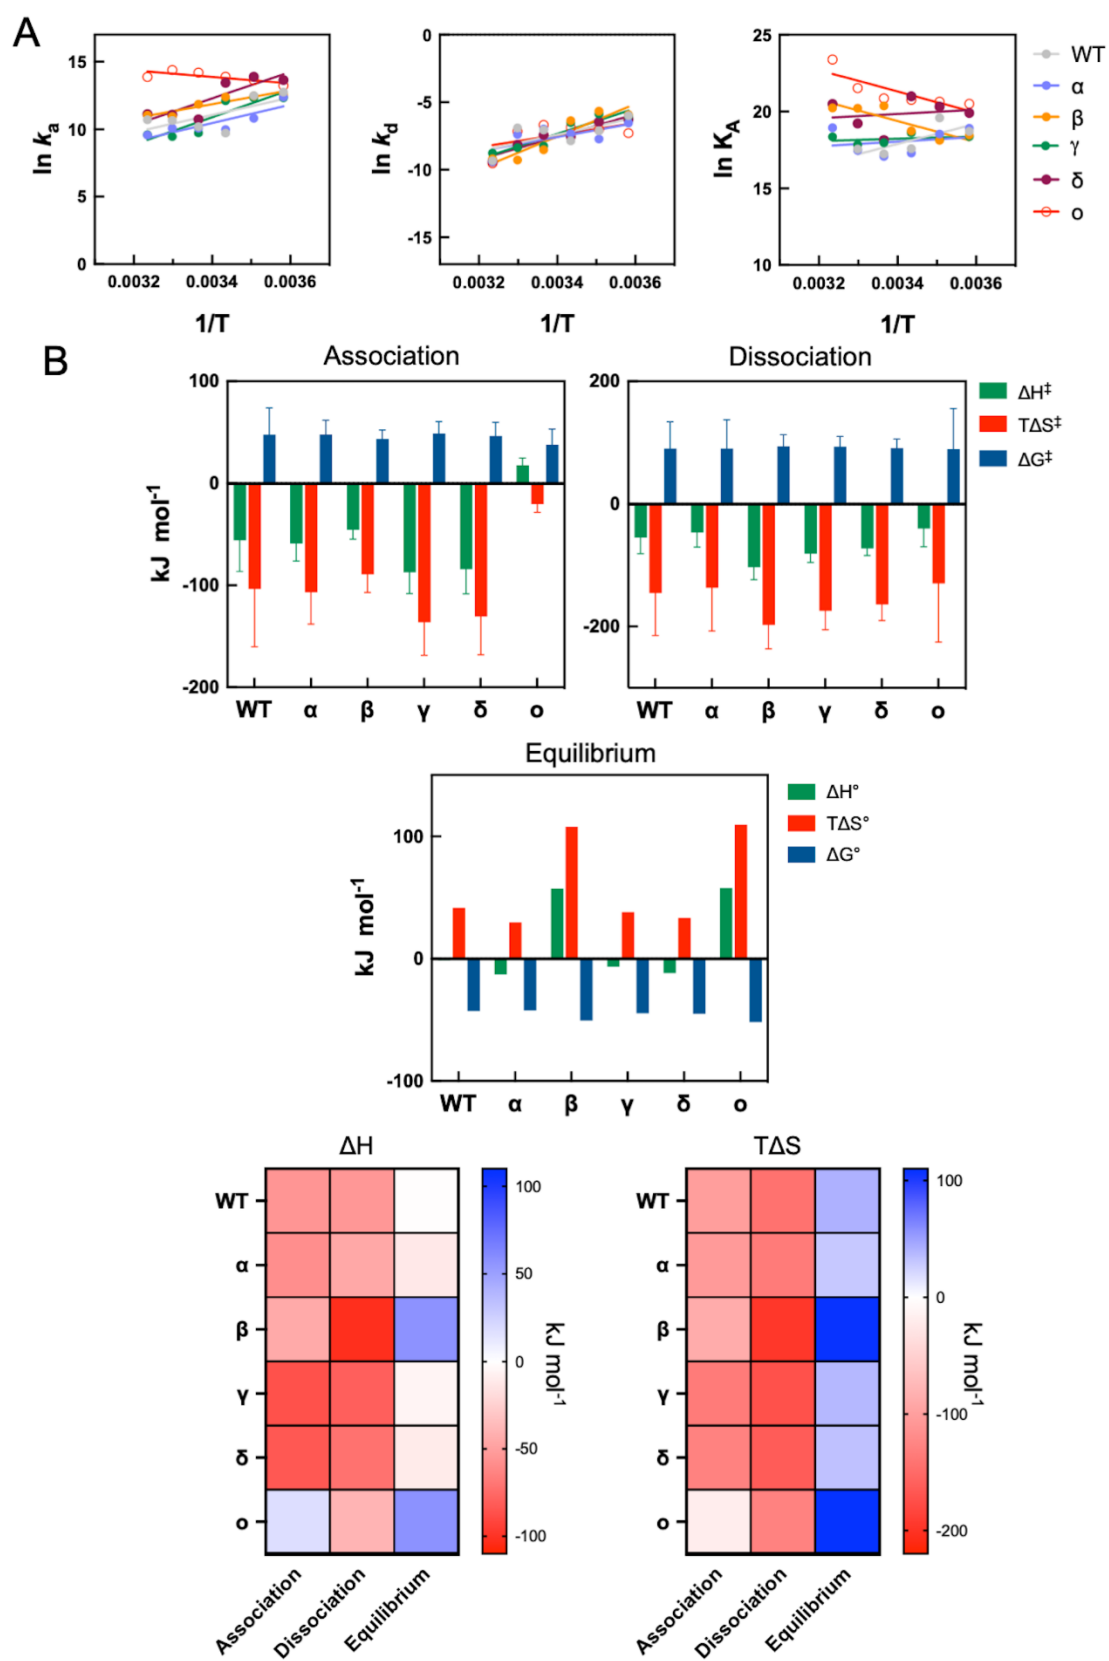 A
ln ka
15
10
5
0
0.0032 0.0034 0.0036
1/T
ln kd
0
-5
-10
-15
0.0032 0.0034 0.0036
1/T
ln KA
25
20
15
10
0.0032 0.0034 0.0036
1/T
WT
α
β
γ
δ
o
B
Association
kJ mol-1
100
0
-100
-200
WT α β γ δ o
Dissociation
200
0
-200
WT α β γ δ o
ΔH‡
TΔS‡
ΔG‡
Equilibrium
kJ mol-1
100
0
-100
WT α β γ δ o
ΔH°
TΔS°
ΔG°
ΔH
WT
α
β
γ
δ
o
Association
Dissociation
Equilibrium
100
50
0
-50
-100
kJ mol-1
TΔS
WT
α
β
γ
δ
o
Association
Dissociation
Equilibrium
100
0
-100
-200
kJ mol-1